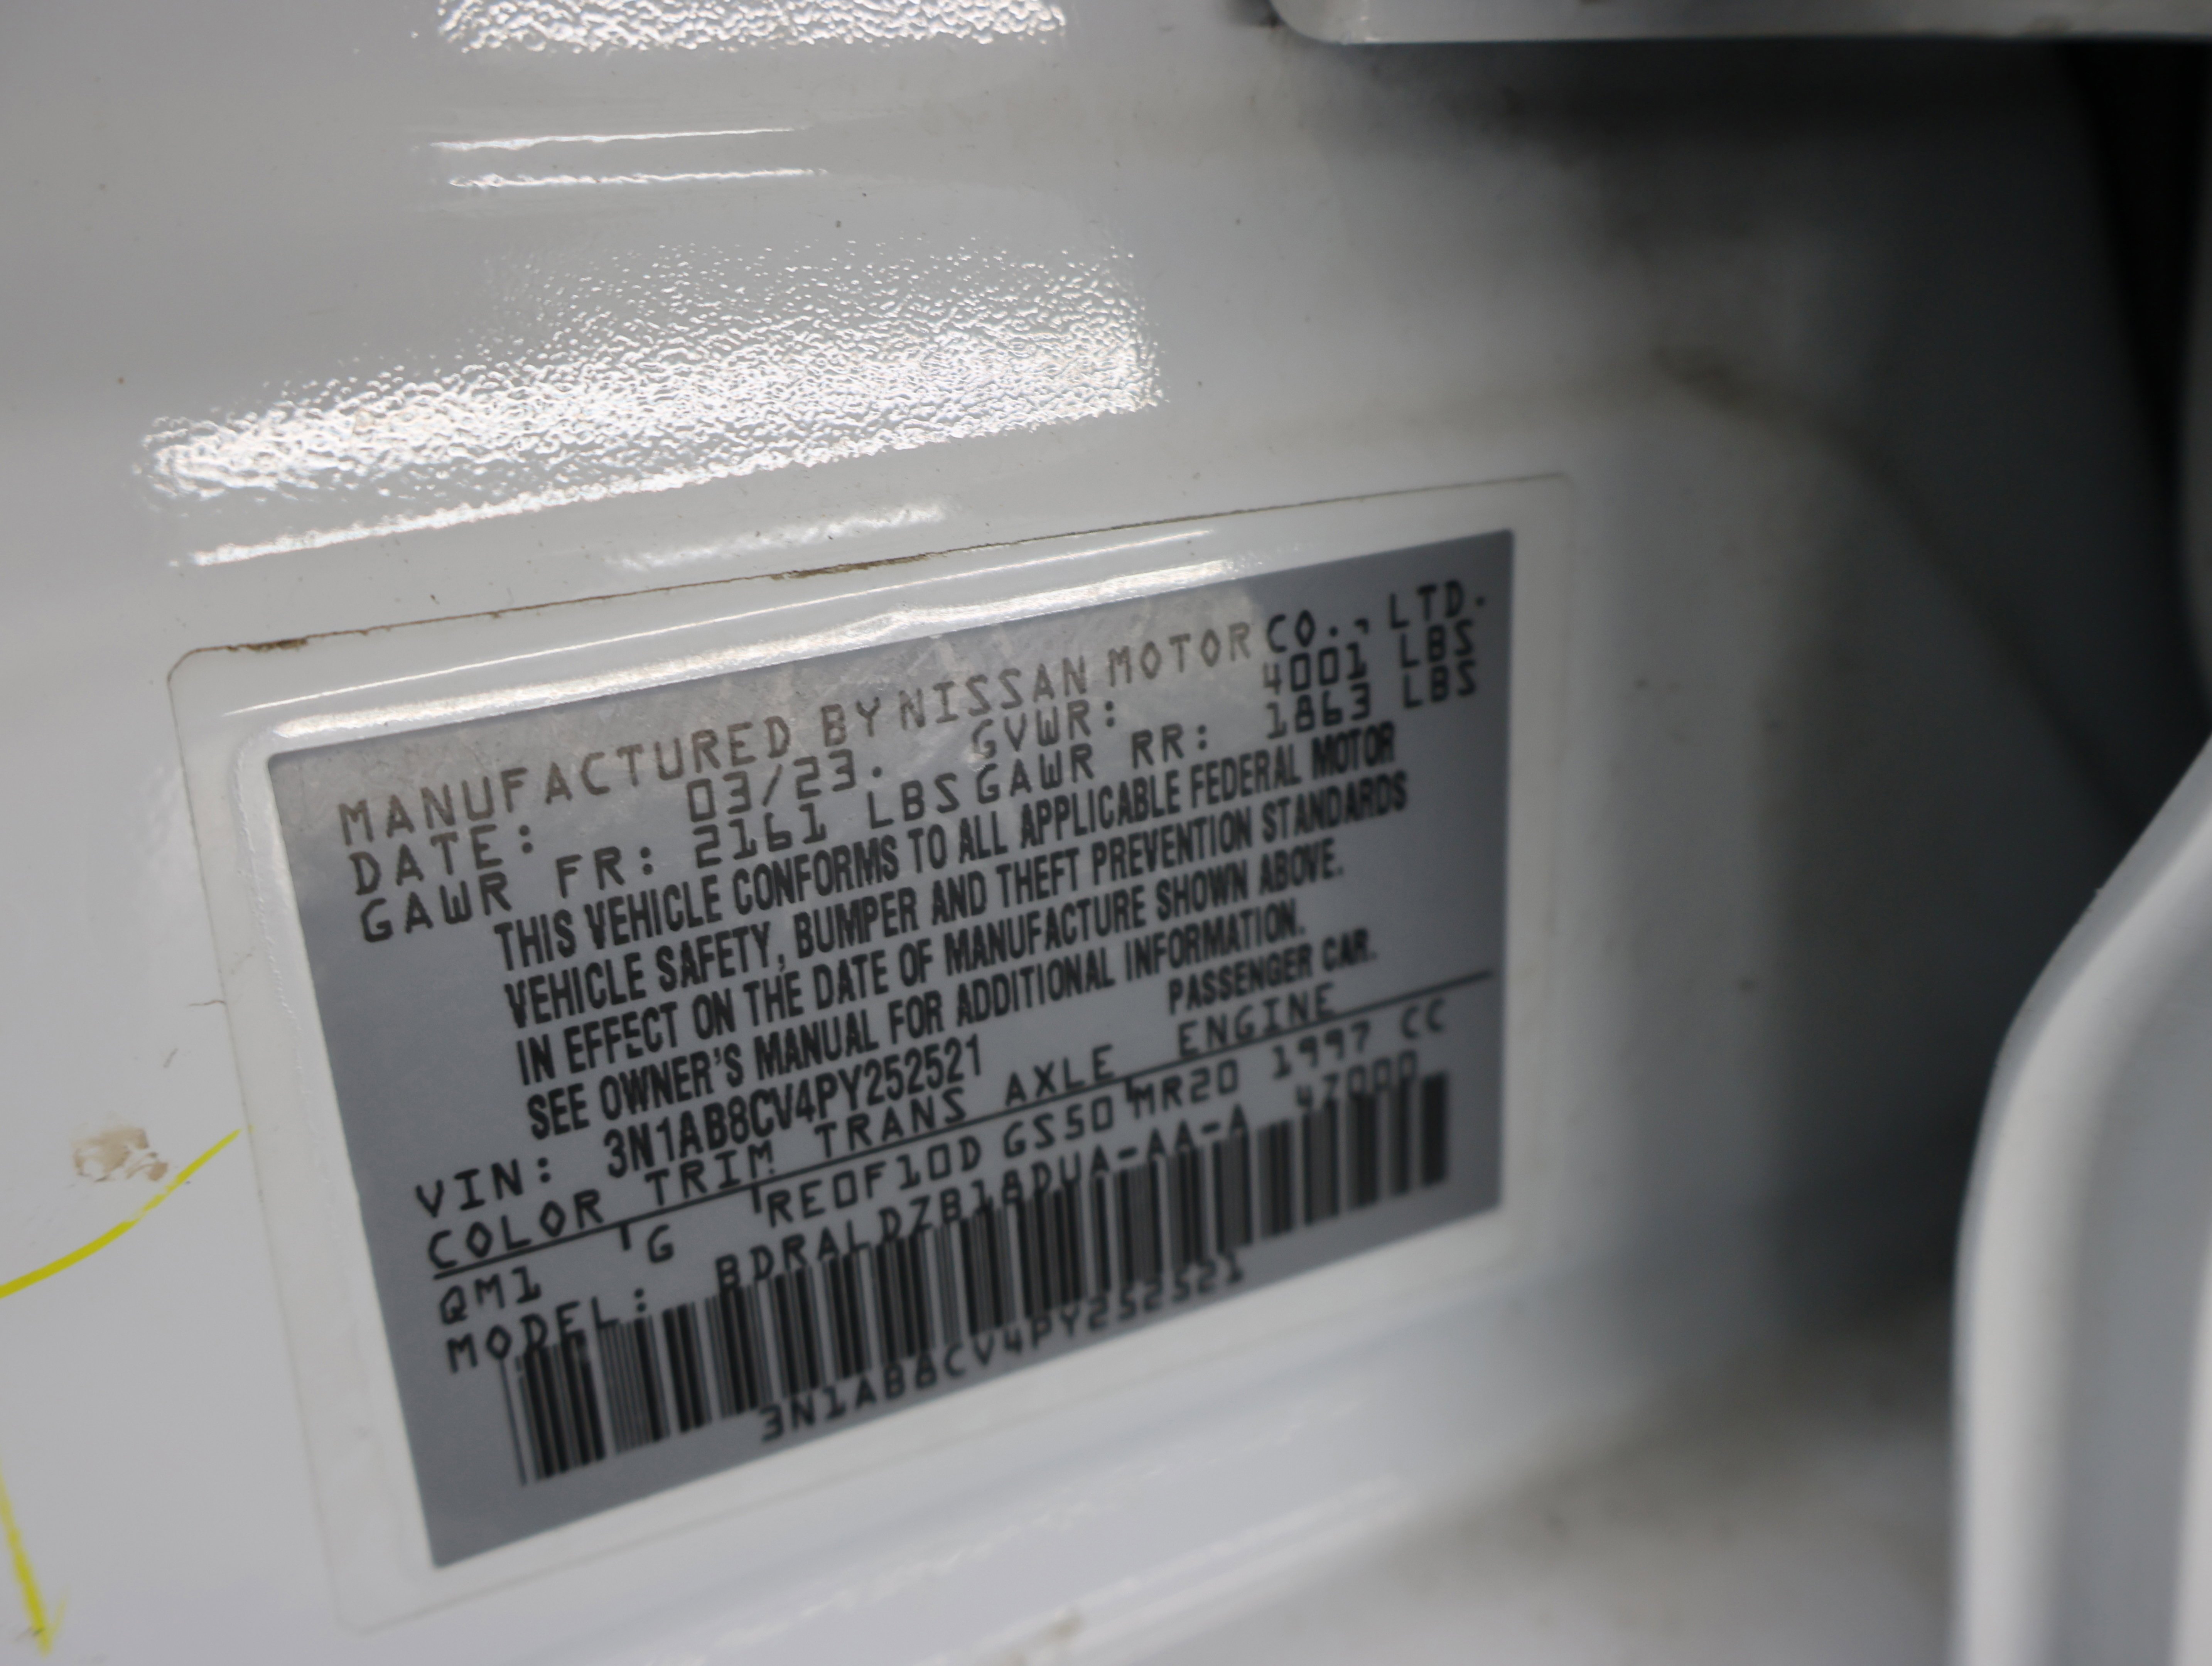 MANUFACTURED BY NISSAN MOTOR CO., LTD.
DATE: 03/23. GVWR: 4001 LBS
GAWR FR: 2161 LBS GAWR RR: 1863 LBS
THIS VEHICLE CONFORMS TO ALL APPLICABLE FEDERAL MOTOR
VEHICLE SAFETY, BUMPER AND THEFT PREVENTION STANDARDS
IN EFFECT ON THE DATE OF MANUFACTURE SHOWN ABOVE.
SEE OWNER'S MANUAL FOR ADDITIONAL INFORMATION.
VIN: 3N1AB8CV4PY252521 PASSENGER CAR.
COLOR TRIM TRANS AXLE ENGINE
QM1 G RE0F10D GS50 MR20 1997 CC
MODEL: BDRALDZB18DUA-AA-A 4Z000
3N1AB8CV4PY252521